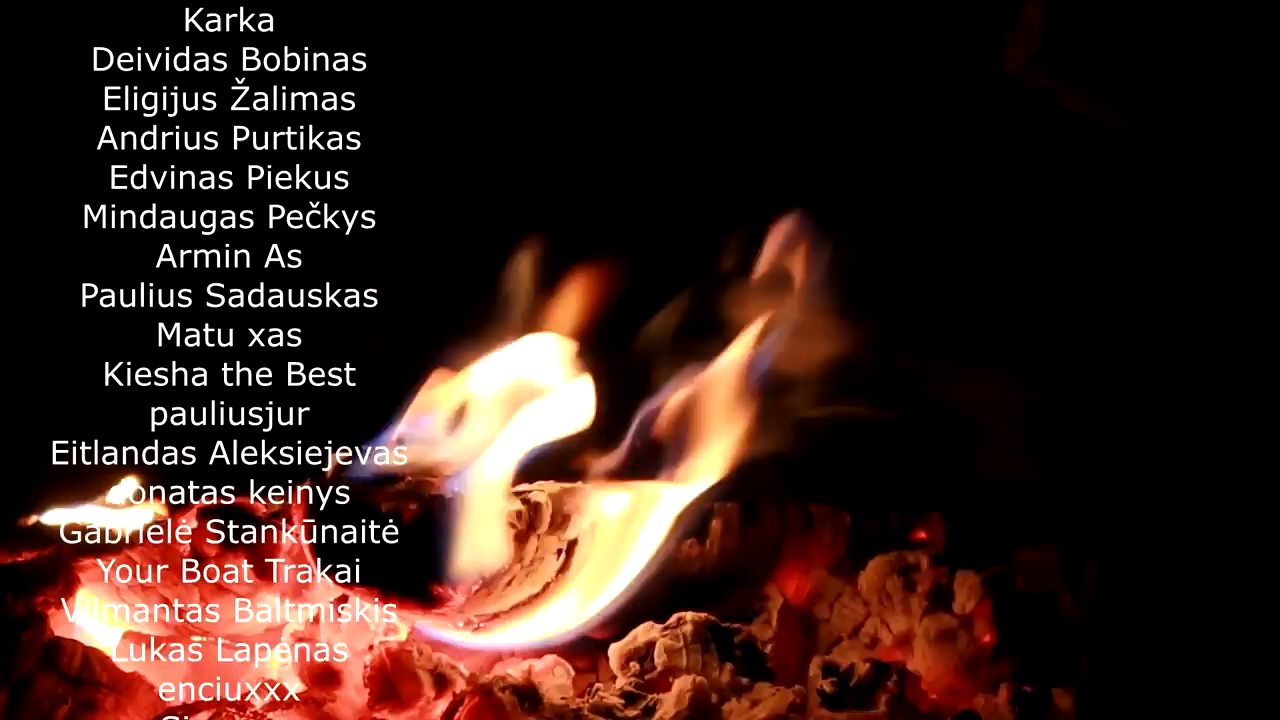 Karka
Deividas Bobinas
Eligijus Žalimas
Andrius Purtikas
Edvinas Piekus
Mindaugas Pečkys
Armin As
Paulius Sadauskas
Matu xas
Kiesha the Best
pauliusjur
Eitlandas Aleksiejevas
donatas keinys
Gabrielė Stankūnaitė
Your Boat Trakai
Vilmantas Baltmiskis
Lukas Lapėnas
enciuxxx